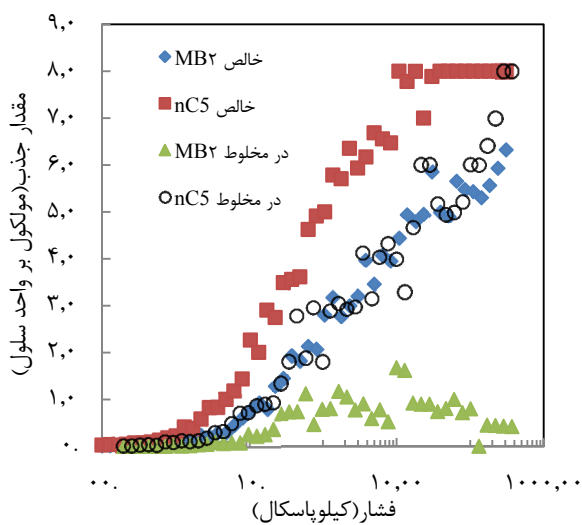 مقدار جذب(مولکول بر واحد سلول)
۹,۰
۸,۰
۷,۰
۶,۰
۵,۰
۴,۰
۳,۰
۲,۰
۱,۰
۰.
MB۲ خالص
nC5 خالص
MB۲ در مخلوط
nC5 در مخلوط
۰۰. ۱۰. ۱۰,۰۰ ۱۰۰۰,۰۰
فشار(کیلوپاسکال)